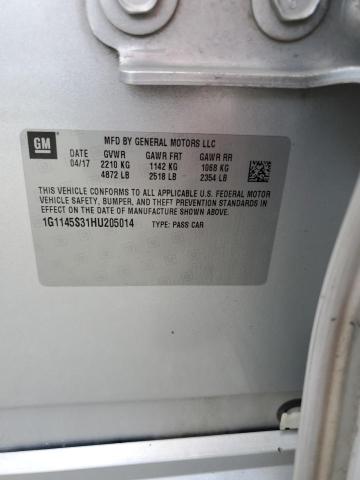 GM
MFD BY GENERAL MOTORS LLC
DATE GVWR GAWR FRT GAWR RR
04/17 2210 KG 1142 KG 1068 KG
4872 LB 2518 LB 2354 LB
THIS VEHICLE CONFORMS TO ALL APPLICABLE U.S. FEDERAL MOTOR
VEHICLE SAFETY, BUMPER, AND THEFT PREVENTION STANDARDS IN
EFFECT ON THE DATE OF MANUFACTURE SHOWN ABOVE.
1G1145S31HU205014 TYPE: PASS CAR